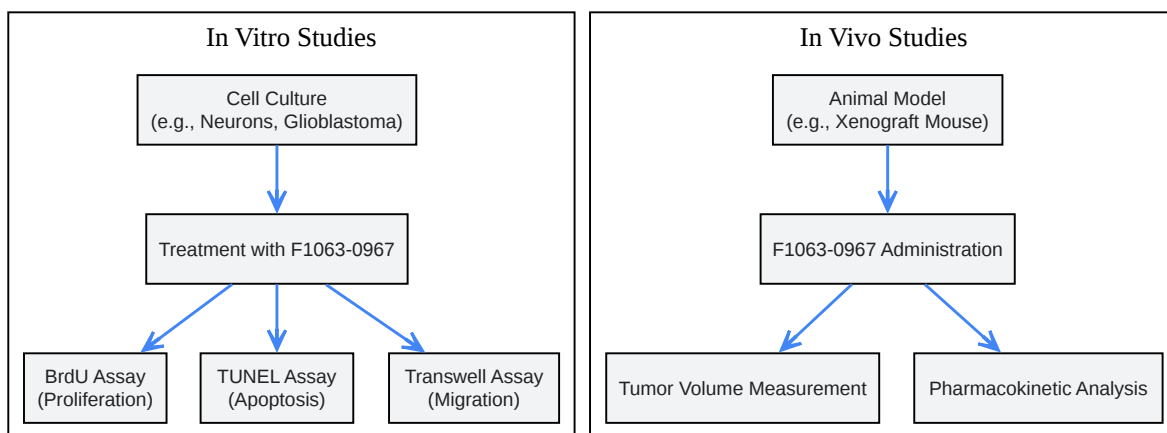 In Vitro Studies
Cell Culture
(e.g., Neurons, Glioblastoma)
Treatment with F1063-0967
BrdU Assay
(Proliferation)
TUNEL Assay
(Apoptosis)
Transwell Assay
(Migration)
In Vivo Studies
Animal Model
(e.g., Xenograft Mouse)
F1063-0967 Administration
Tumor Volume Measurement
Pharmacokinetic Analysis